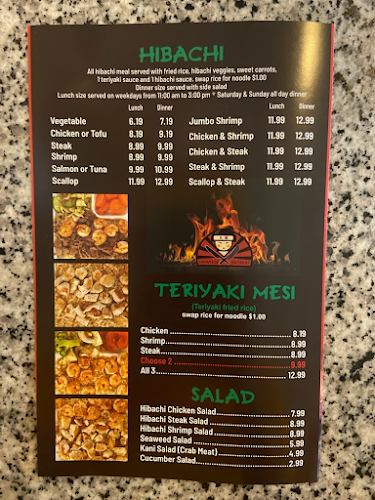 HIBACHI
All hibachi meal served with fried rice, hibachi veggies, sweet carrots,
1 teriyaki sauce and 1 hibachi sauce. swap rice for noodle $1.00
Dinner size served with side salad
Lunch size served on weekdays from 11:00 am to 3:00 pm * Saturday & Sunday all day dinner
Lunch Dinner
Vegetable 6.19 7.19
Chicken or Tofu 8.19 9.19
Steak 8.99 9.99
Shrimp 8.99 9.99
Salmon or Tuna 9.99 10.99
Scallop 11.99 12.99
Lunch Dinner
Jumbo Shrimp 11.99 12.99
Chicken & Shrimp 11.99 12.99
Chicken & Steak 11.99 12.99
Steak & Shrimp 11.99 12.99
Scallop & Steak 11.99 12.99
TERIYAKI MESI
(Teriyaki fried rice)
swap rice for noodle $1.00
Chicken 8.19
Shrimp 8.99
Steak 8.99
Choose 2 9.99
All 3 12.99
SALAD
Hibachi Chicken Salad 7.99
Hibachi Steak Salad 8.99
Hibachi Shrimp Salad 8.99
Seaweed Salad 5.99
Kani Salad (Crab Meat) 4.99
Cucumber Salad 2.99